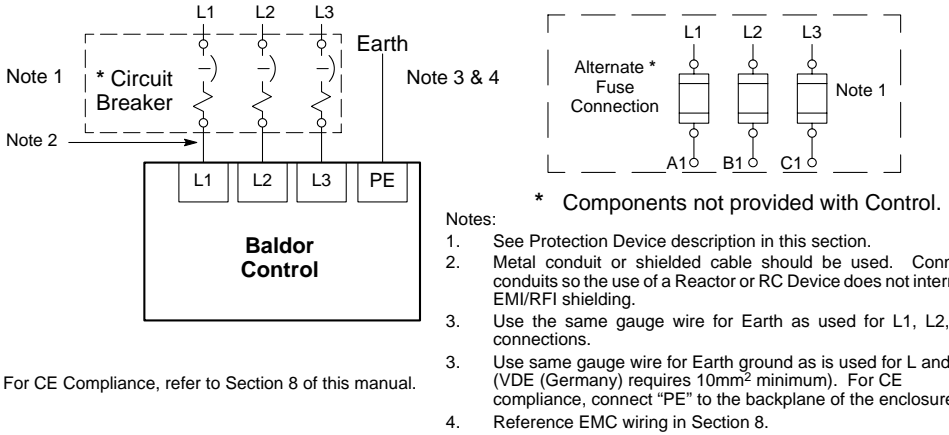 L1 L2 L3
Earth
Note 1
* Circuit
Breaker
Note 3 & 4
Note 2
L1 L2 L3 PE
Baldor
Control
For CE Compliance, refer to Section 8 of this manual.
L1 L2 L3
Alternate *
Fuse
Connection
Note 1
A1 B1 C1
* Components not provided with Control.
Notes:
1. See Protection Device description in this section.
2. Metal conduit or shielded cable should be used. Conn
conduits so the use of a Reactor or RC Device does not inter
EMI/RFI shielding.
3. Use the same gauge wire for Earth as used for L1, L2,
connections.
3. Use same gauge wire for Earth ground as is used for L and
(VDE (Germany) requires 10mm² minimum). For CE
compliance, connect “PE” to the backplane of the enclosure
4. Reference EMC wiring in Section 8.